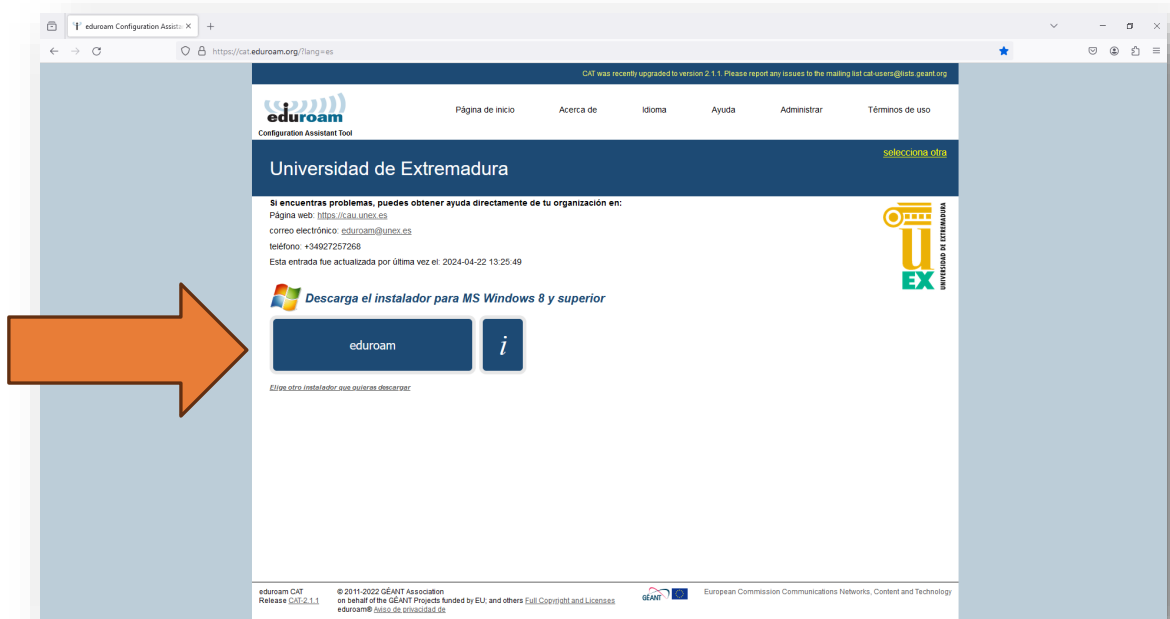 eduroam Configuration Assista
https://cat.eduroam.org/?lang=es
CAT was recently upgraded to version 2.1.1. Please report any issues to the mailing list cat-users@lists.geant.org
eduroam
Configuration Assistant Tool
Página de inicio Acerca de Idioma Ayuda Administrar Términos de uso
selecciona otra
Universidad de Extremadura
Si encuentras problemas, puedes obtener ayuda directamente de tu organización en:
Página web: https://cau.unex.es
correo electrónico: eduroam@unex.es
teléfono: +34927257268
Esta entrada fue actualizada por última vez el: 2024-04-22 13:25:49
UEX
UNIVERSIDAD DE EXTREMADURA
Descarga el instalador para MS Windows 8 y superior
eduroam i
Elige otro instalador que quieras descargar
eduroam CAT
Release CAT-2.1.1
© 2011-2022 GÉANT Association
on behalf of the GÉANT Projects funded by EU; and others Full Copyright and Licenses
eduroam® Aviso de privacidad de
GÉANT
European Commission Communications Networks, Content and Technology